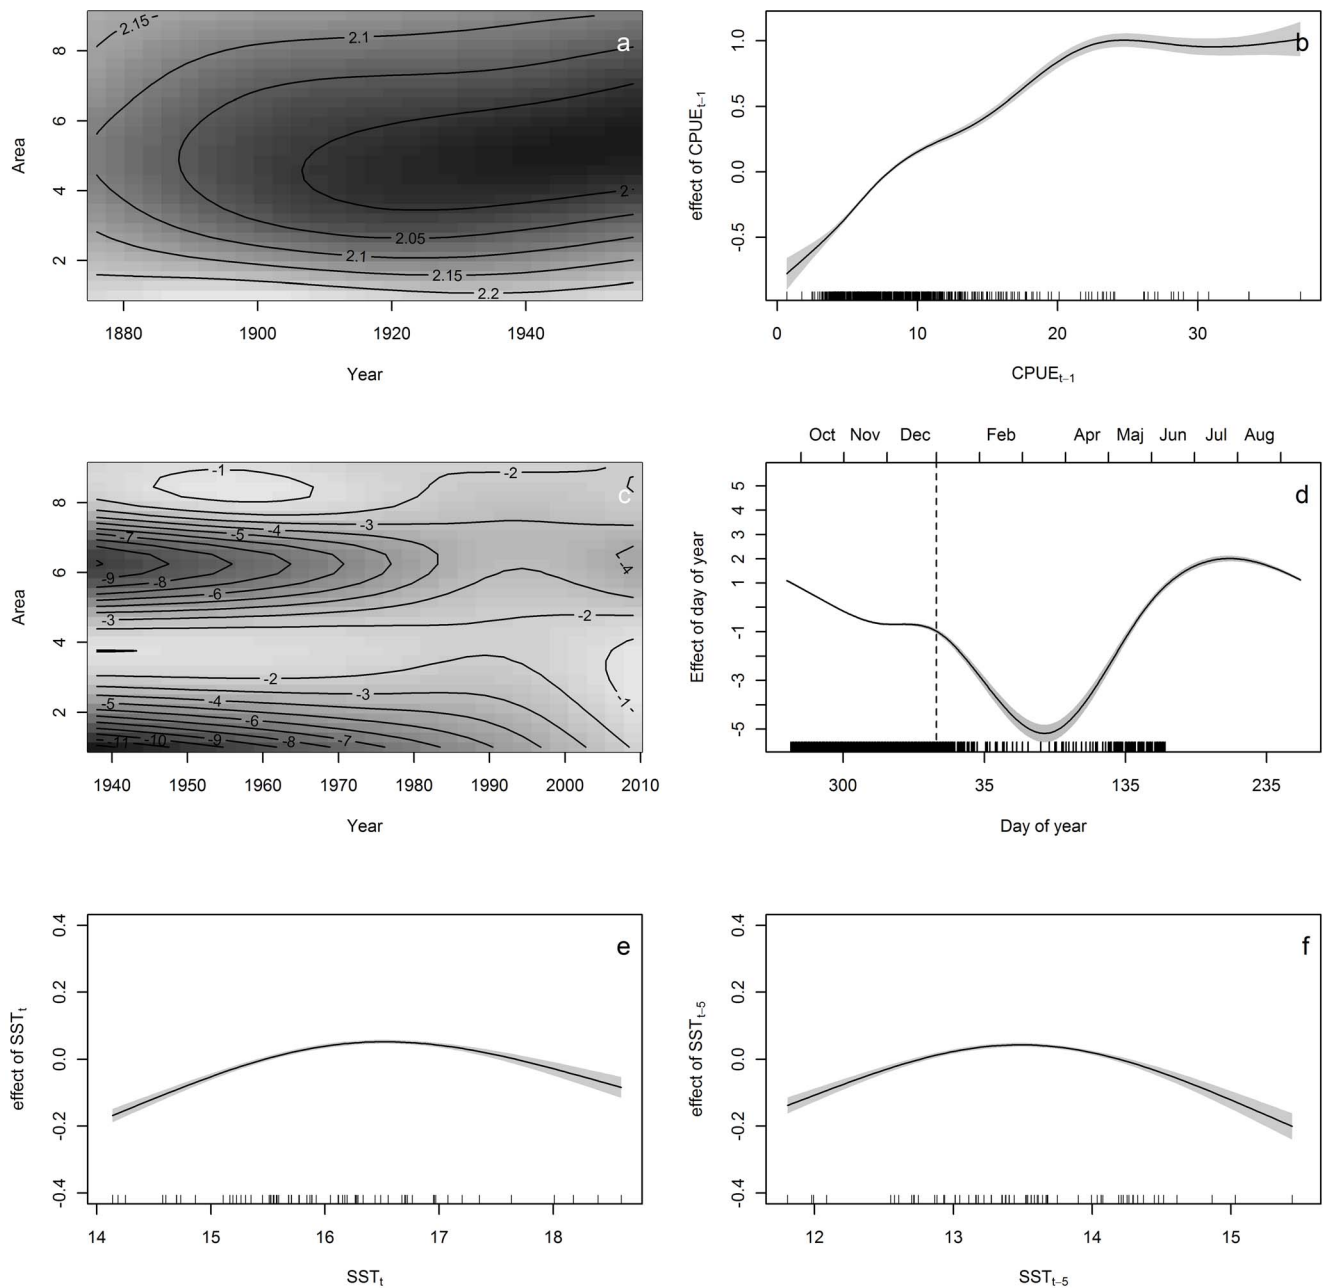 a
2.15
2.1
2
2.05
2.1
2.15
2.2
8
6
4
2
Area
1880 1900 1920 1940
Year
b
1.0
0.5
0.0
-0.5
effect of CPUEt−1
0 10 20 30
CPUEt−1
c
-1
-2
-3
-4
-5
-7
-9
-8
-6
-4
-3
-2
-2
-3
-4
-5
-6
-1
-11
-10
-9
-8
-7
8
6
4
2
Area
1940 1950 1960 1970 1980 1990 2000 2010
Year
Oct Nov Dec Feb Apr Maj Jun Jul Aug
d
5
4
2
1
-1
-3
-5
Effect of day of year
300 35 135 235
Day of year
e
0.4
0.2
0.0
-0.2
-0.4
effect of SSTt
14 15 16 17 18
SSTt
f
0.4
0.2
0.0
-0.2
-0.4
effect of SSTt−5
12 13 14 15
SSTt−5